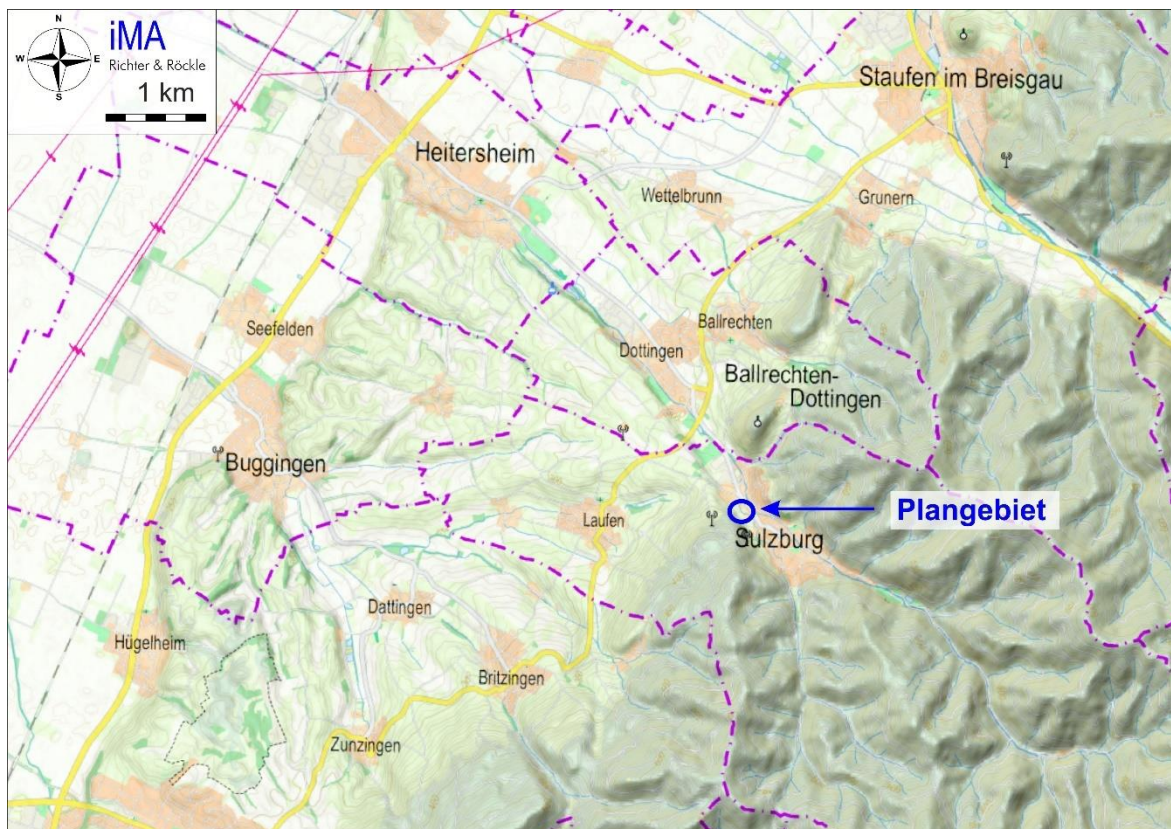 N
W
E
S
iMA
Richter & Röckle
1 km
Staufen im Breisgau
Heitersheim
Wettelbrunn
Grunern
Seefelden
Ballrechten
Dottingen
Ballrechten-
Dottingen
Buggingen
Plangebiet
Laufen
Sulzburg
Dattingen
Hügelheim
Britzingen
Zunzingen